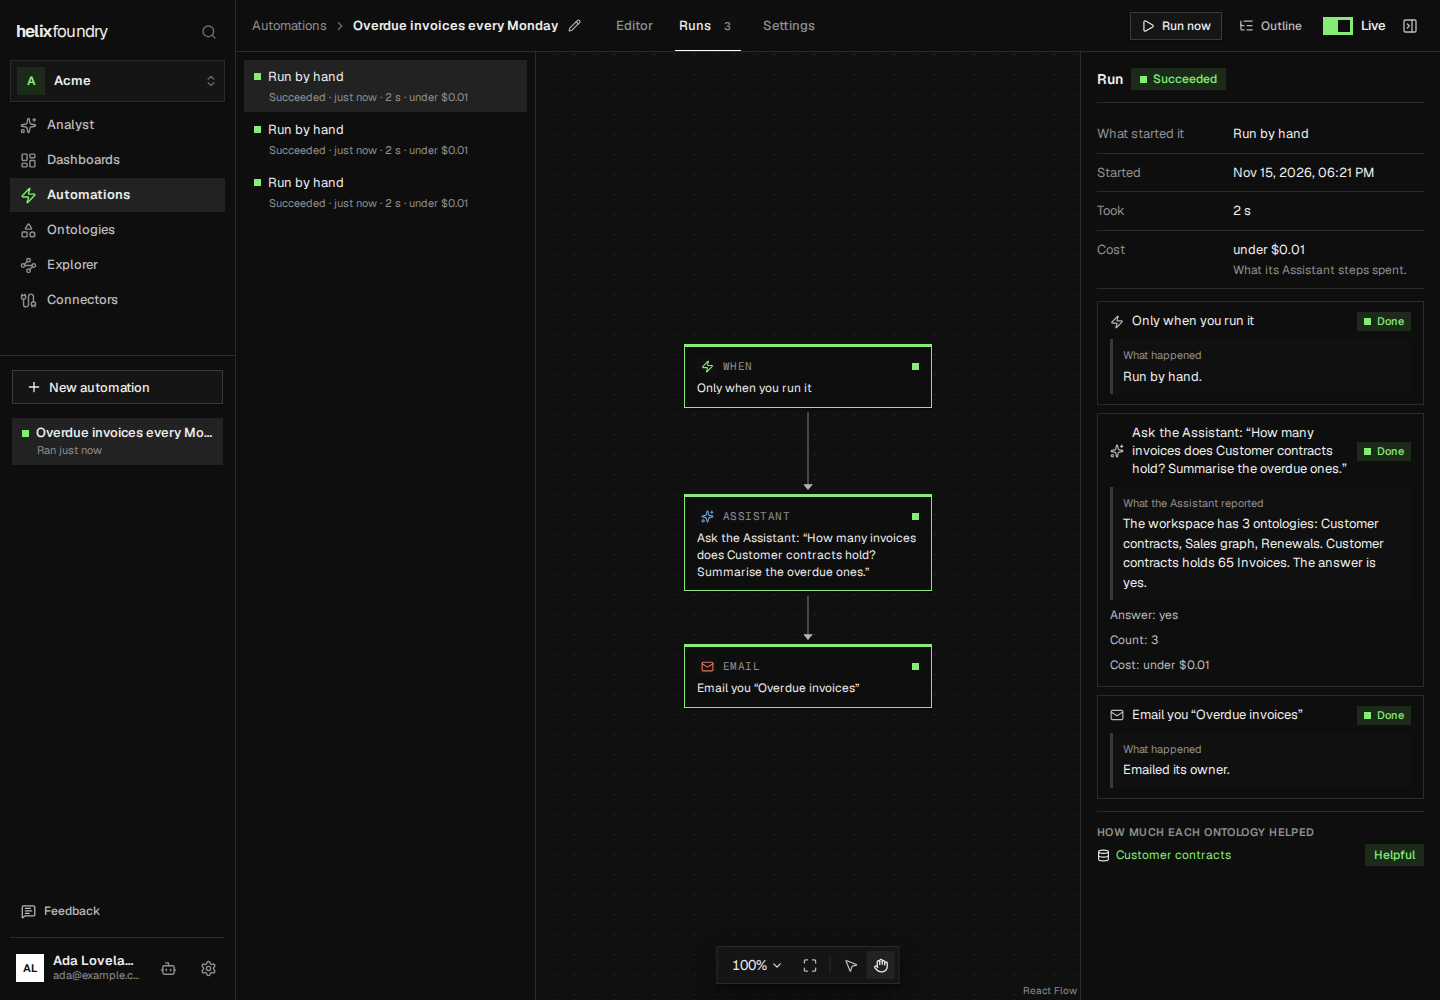 helixfoundry
A
Acme
Analyst
Dashboards
Automations
Ontologies
Explorer
Connectors
New automation
Overdue invoices every Mo...
Ran just now
Feedback
AL
Ada Lovela...
ada@example.c...
Automations > Overdue invoices every Monday
Editor
Runs 3
Settings
Run now
Outline
Live
Run by hand
Succeeded · just now · 2 s · under $0.01
Run by hand
Succeeded · just now · 2 s · under $0.01
Run by hand
Succeeded · just now · 2 s · under $0.01
WHEN
Only when you run it
ASSISTANT
Ask the Assistant: “How many invoices
does Customer contracts hold?
Summarise the overdue ones.”
EMAIL
Email you “Overdue invoices”
100%
React Flow
Run
Succeeded
What started it
Run by hand
Started
Nov 15, 2026, 06:21 PM
Took
2 s
Cost
under $0.01
What its Assistant steps spent.
Only when you run it
Done
What happened
Run by hand.
Ask the Assistant: “How many
invoices does Customer contracts
hold? Summarise the overdue ones.”
Done
What the Assistant reported
The workspace has 3 ontologies: Customer
contracts, Sales graph, Renewals. Customer
contracts holds 65 Invoices. The answer is
yes.
Answer: yes
Count: 3
Cost: under $0.01
Email you “Overdue invoices”
Done
What happened
Emailed its owner.
HOW MUCH EACH ONTOLOGY HELPED
Customer contracts
Helpful